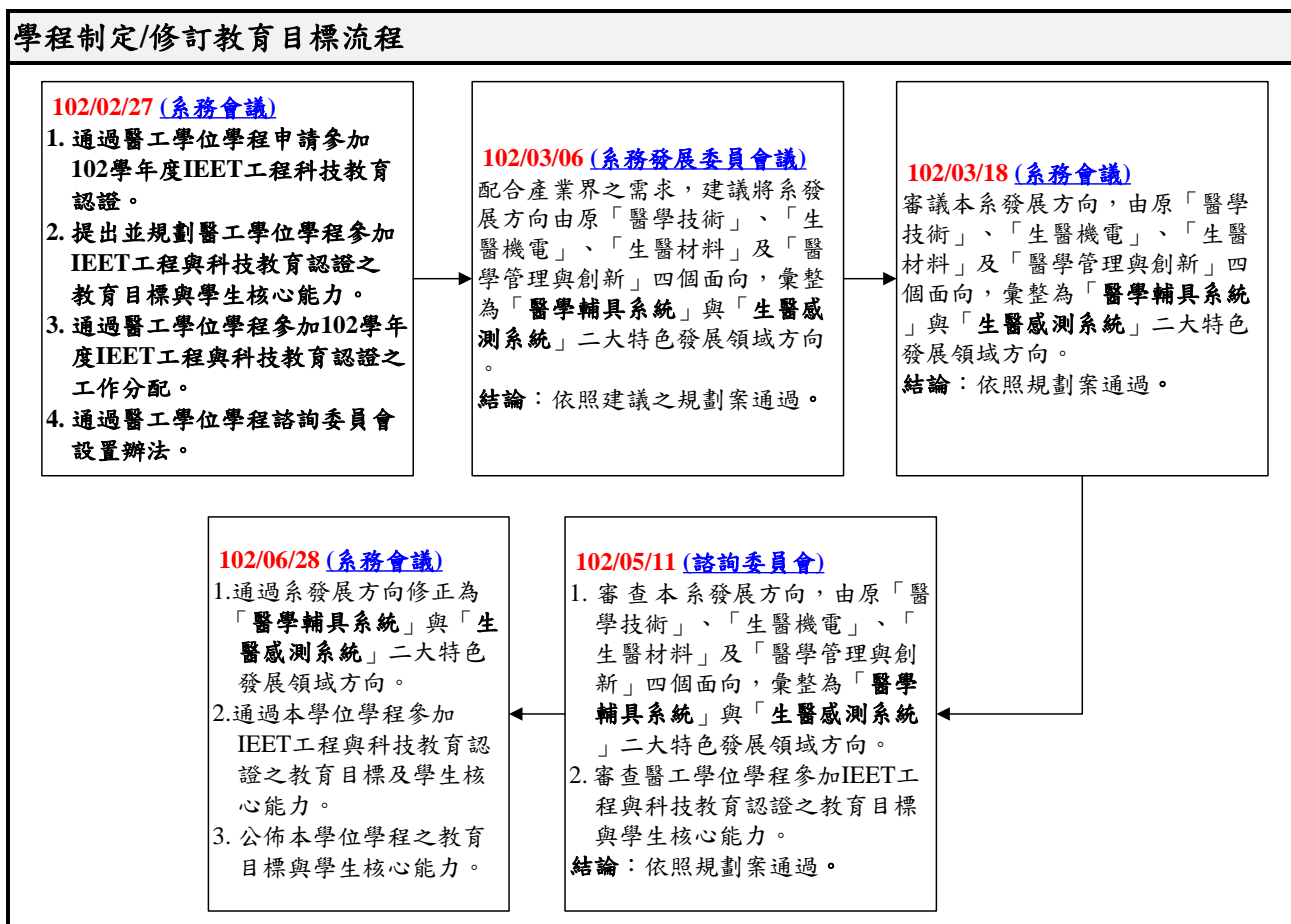 學程制定/修訂教育目標流程
102/02/27 (系務會議)
1. 通過醫工學位學程申請參加
102學年度IEET工程科技教育
認證。
2. 提出並規劃醫工學位學程參加
IEET工程與科技教育認證之
教育目標與學生核心能力。
3. 通過醫工學位學程參加102學年
度IEET工程與科技教育認證之
工作分配。
4. 通過醫工學位學程諮詢委員會
設置辦法。
102/03/06 (系務發展委員會議)
配合產業界之需求，建議將系發
展方向由原「醫學技術」、「生
醫機電」、「生醫材料」及「醫
學管理與創新」四個面向，彙整
為「醫學輔具系統」與「生醫感
測系統」二大特色發展領域方向
。
結論：依照建議之規劃案通過。
102/03/18 (系務會議)
審議本系發展方向，由原「醫學
技術」、「生醫機電」、「生醫
材料」及「醫學管理與創新」四
個面向，彙整為「醫學輔具系統
」與「生醫感測系統」二大特色
發展領域方向。
結論：依照規劃案通過。
102/05/11 (諮詢委員會)
1. 審查本系發展方向，由原「醫
學技術」、「生醫機電」、「
生醫材料」及「醫學管理與創
新」四個面向，彙整為「醫學
輔具系統」與「生醫感測系統
」二大特色發展領域方向。
2. 審查醫工學位學程參加IEET工
程與科技教育認證之教育目標
與學生核心能力。
結論：依照規劃案通過。
102/06/28 (系務會議)
1.通過系發展方向修正為
「醫學輔具系統」與「生
醫感測系統」二大特色
發展領域方向。
2.通過本學位學程參加
IEET工程與科技教育認
證之教育目標及學生核
心能力。
3. 公佈本學位學程之教育
目標與學生核心能力。